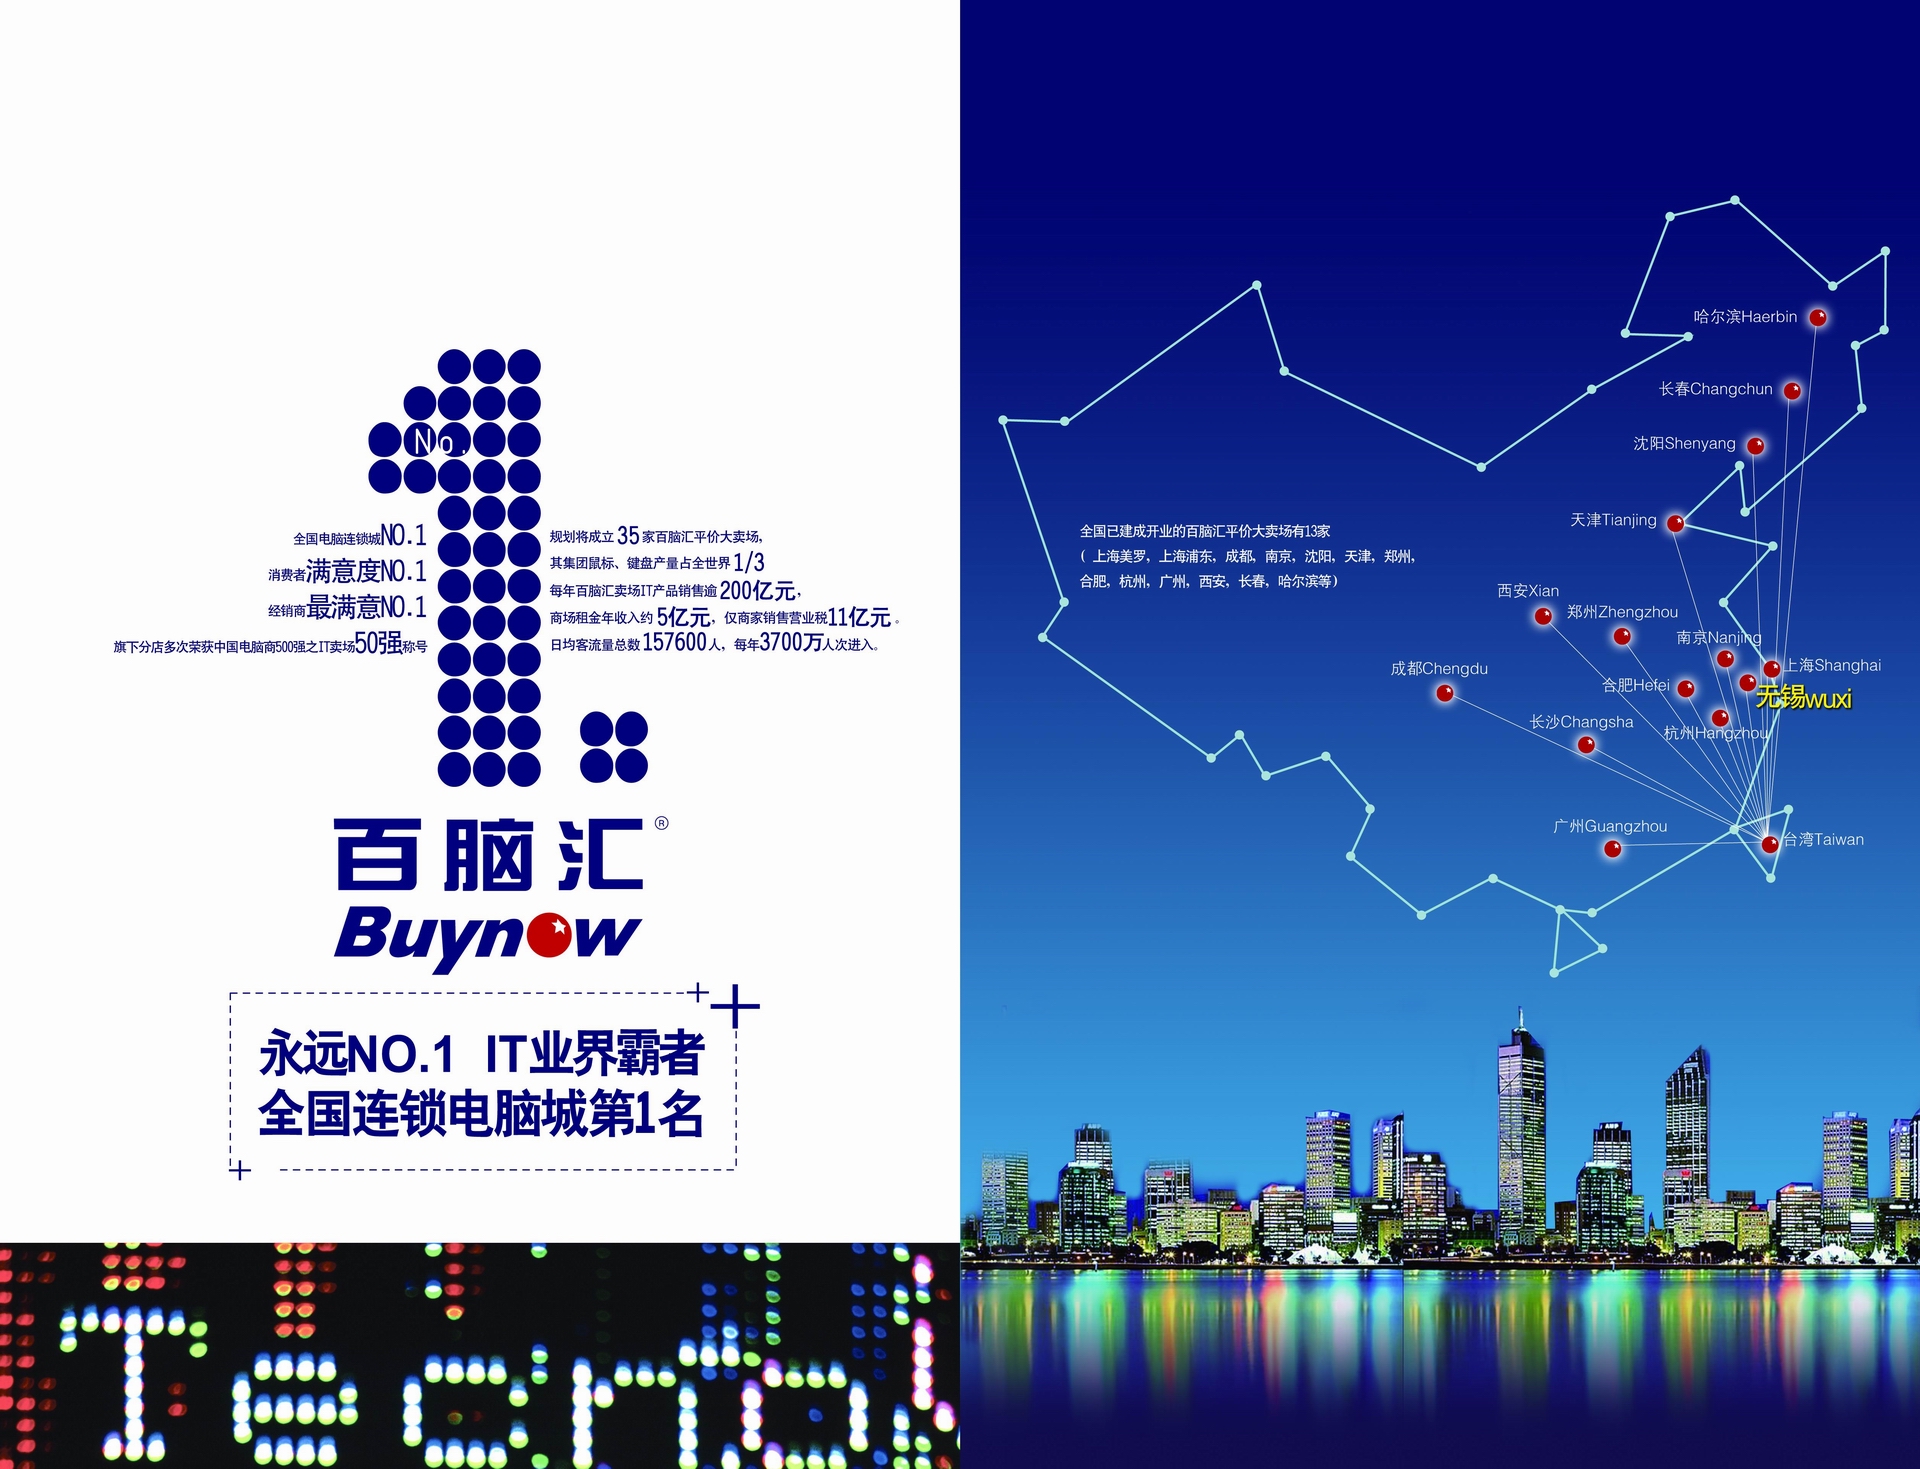 No.
全国电脑连锁城NO.1
消费者满意度NO.1
经销商最满意NO.1
旗下分店多次荣获中国电脑商500强之IT卖场50强称号
规划将成立 35 家百脑汇平价大卖场,
其集团鼠标、键盘产量占全世界 1/3
每年百脑汇卖场IT产品销售逾 200亿元,
商场租金年收入约 5亿元, 仅商家销售营业税11亿元 。
日均客流量总数 157600人, 每年3700万人次进入。
百脑汇®
Buynow
永远NO.1 IT业界霸者
全国连锁电脑城第1名
Techno
哈尔滨Haerbin
长春Changchun
沈阳Shenyang
天津Tianjing
全国已建成开业的百脑汇平价大卖场有13家
( 上海美罗, 上海浦东, 成都, 南京, 沈阳, 天津, 郑州,
合肥, 杭州, 广州, 西安, 长春, 哈尔滨等)
西安Xian
郑州Zhengzhou
南京Nanjing
上海Shanghai
成都Chengdu
合肥Hefei
无锡wuxi
长沙Changsha
杭州Hangzhou
广州Guangzhou
台湾Taiwan